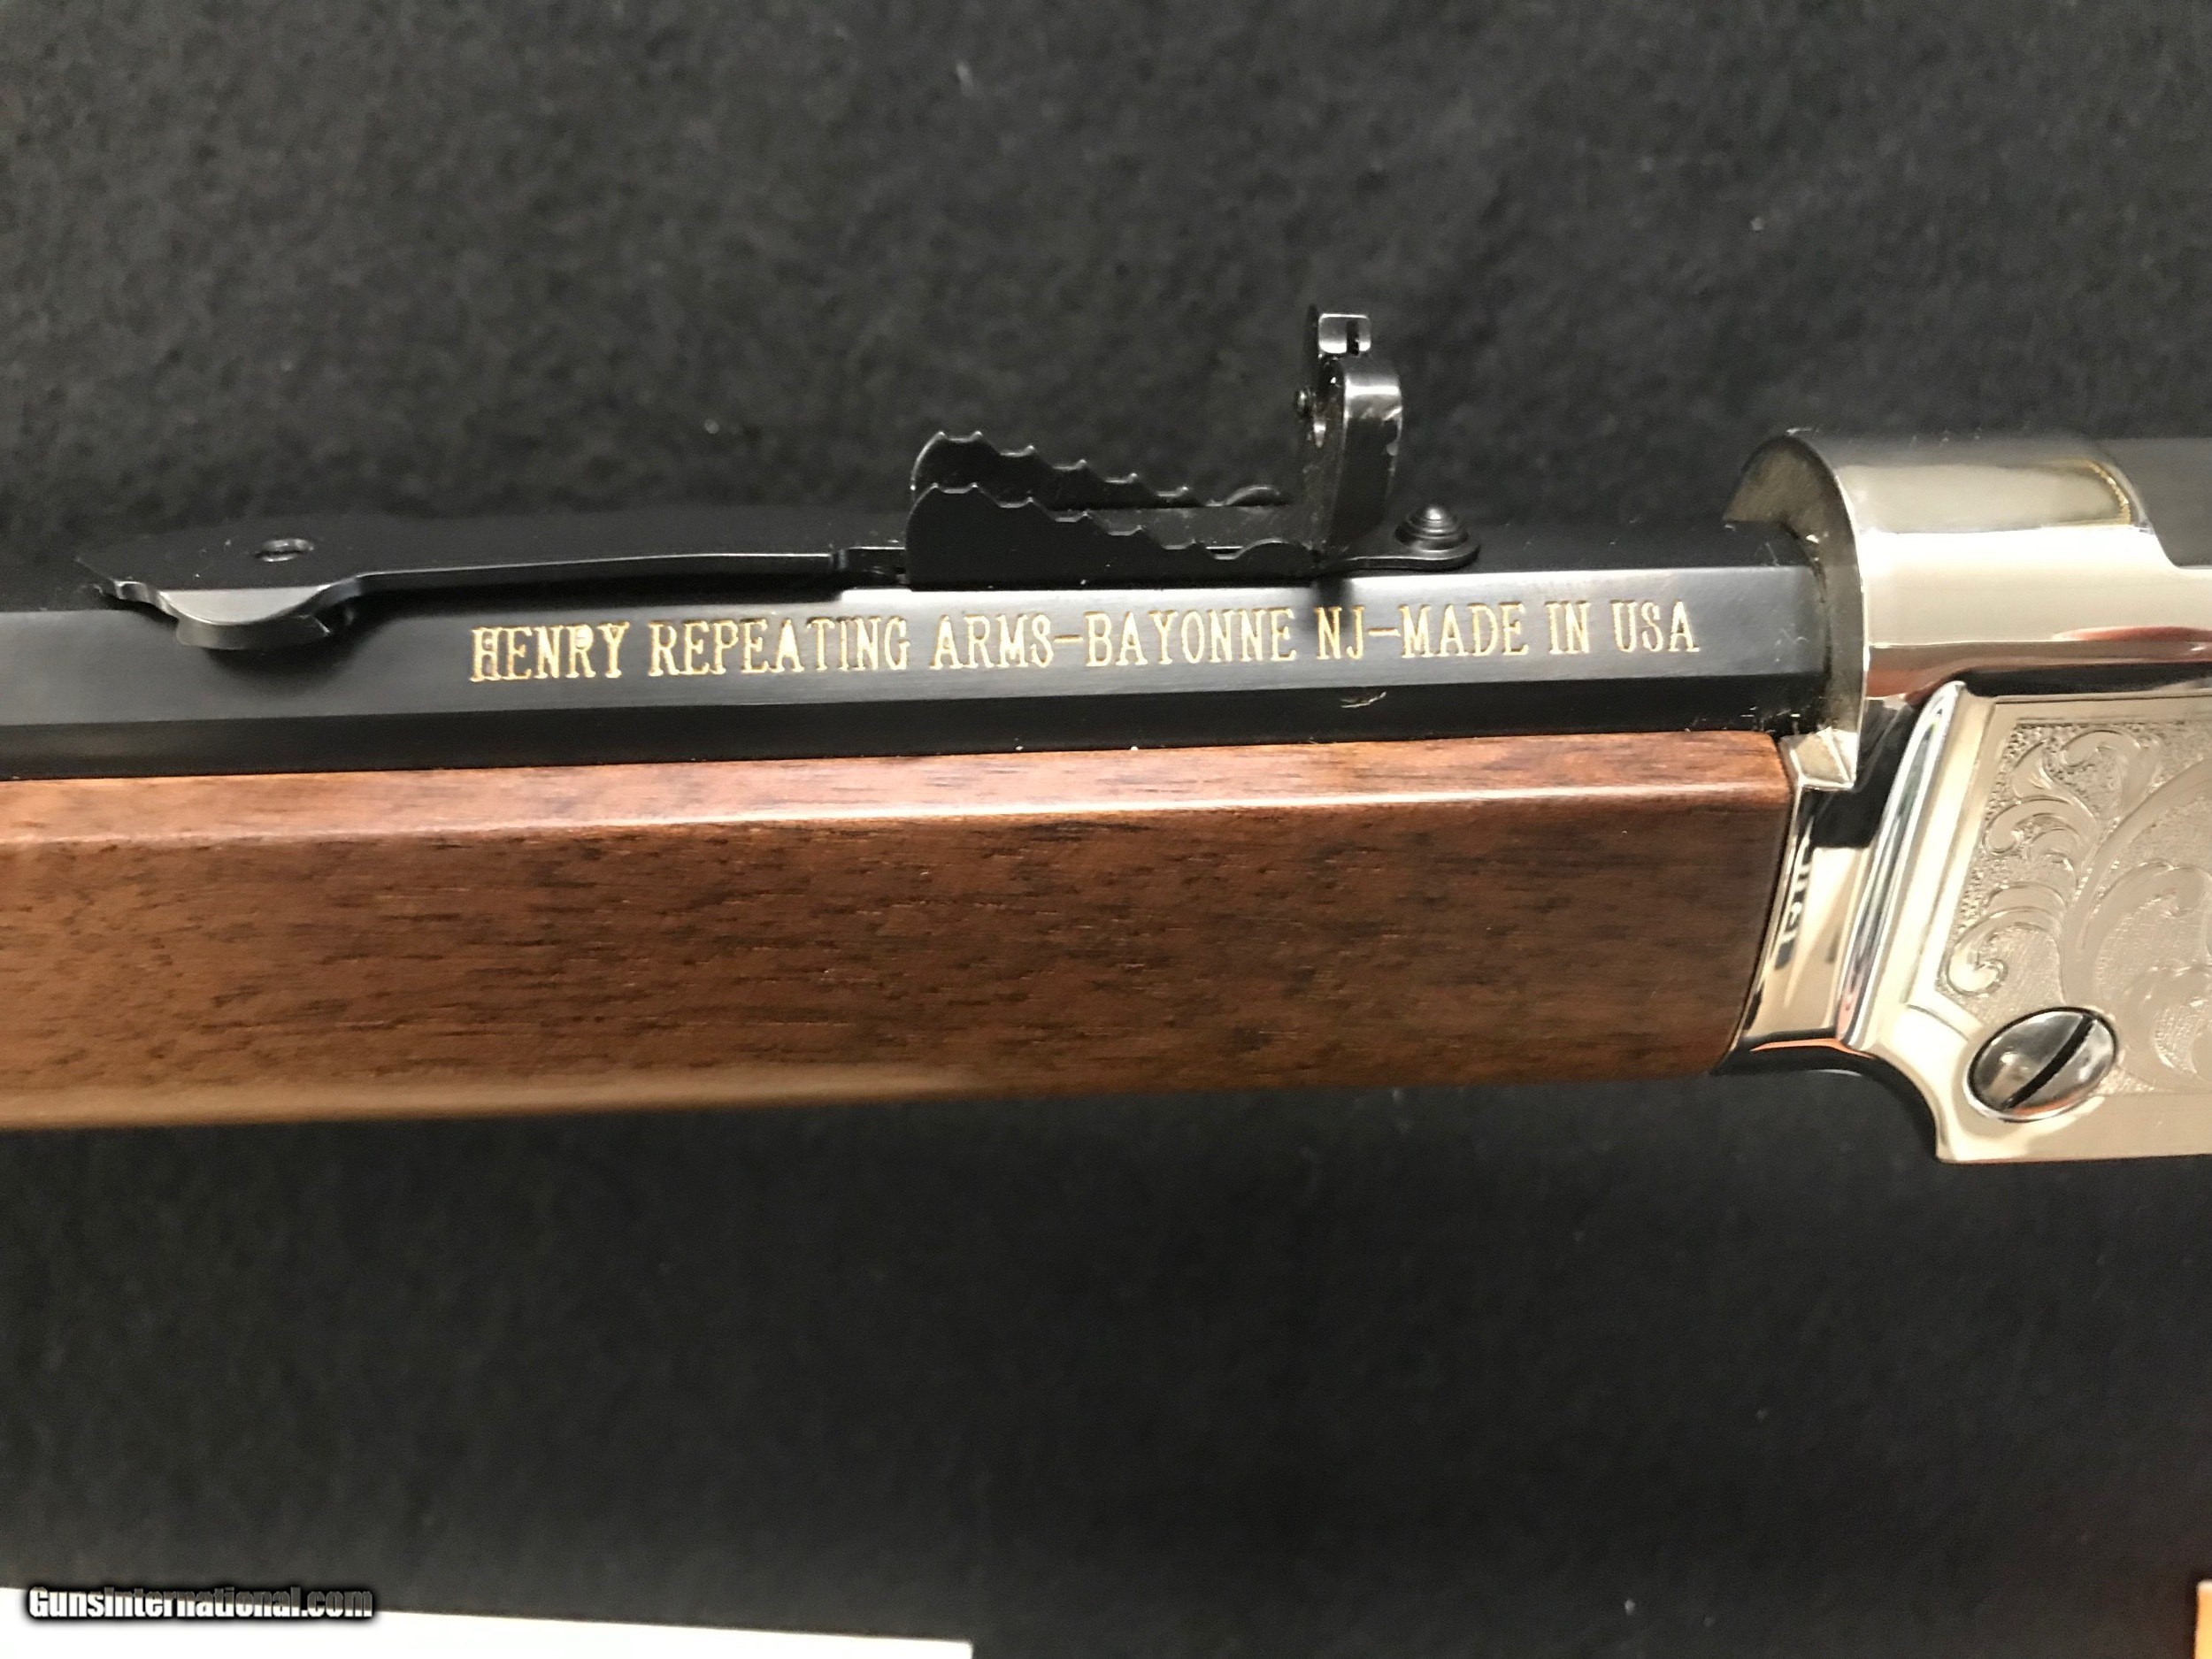 HENRY REPEATING ARMS-BAYONNE NJ-MADE IN USA
GunsInternational.com